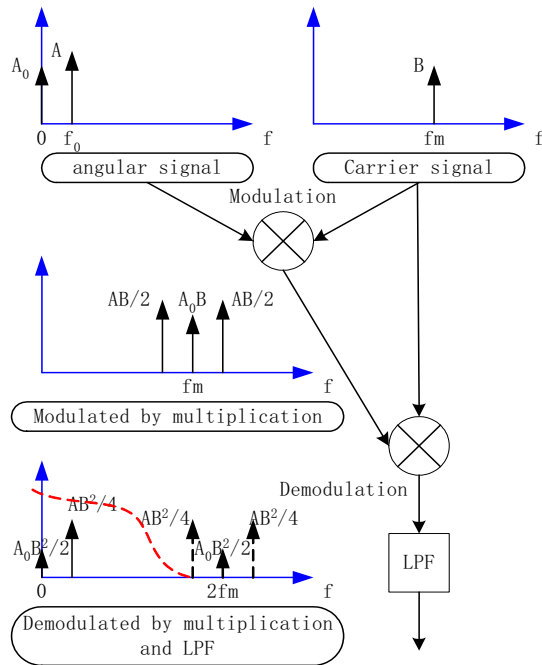 A
A₀
B
0 f₀ f
fm f
angular signal
Carrier signal
Modulation
AB/2 A₀B AB/2
fm f
Modulated by multiplication
Demodulation
AB²/4 AB²/4 AB²/4
A₀B²/2 A₀B²/2
0 2fm f
LPF
Demodulated by multiplication
and LPF